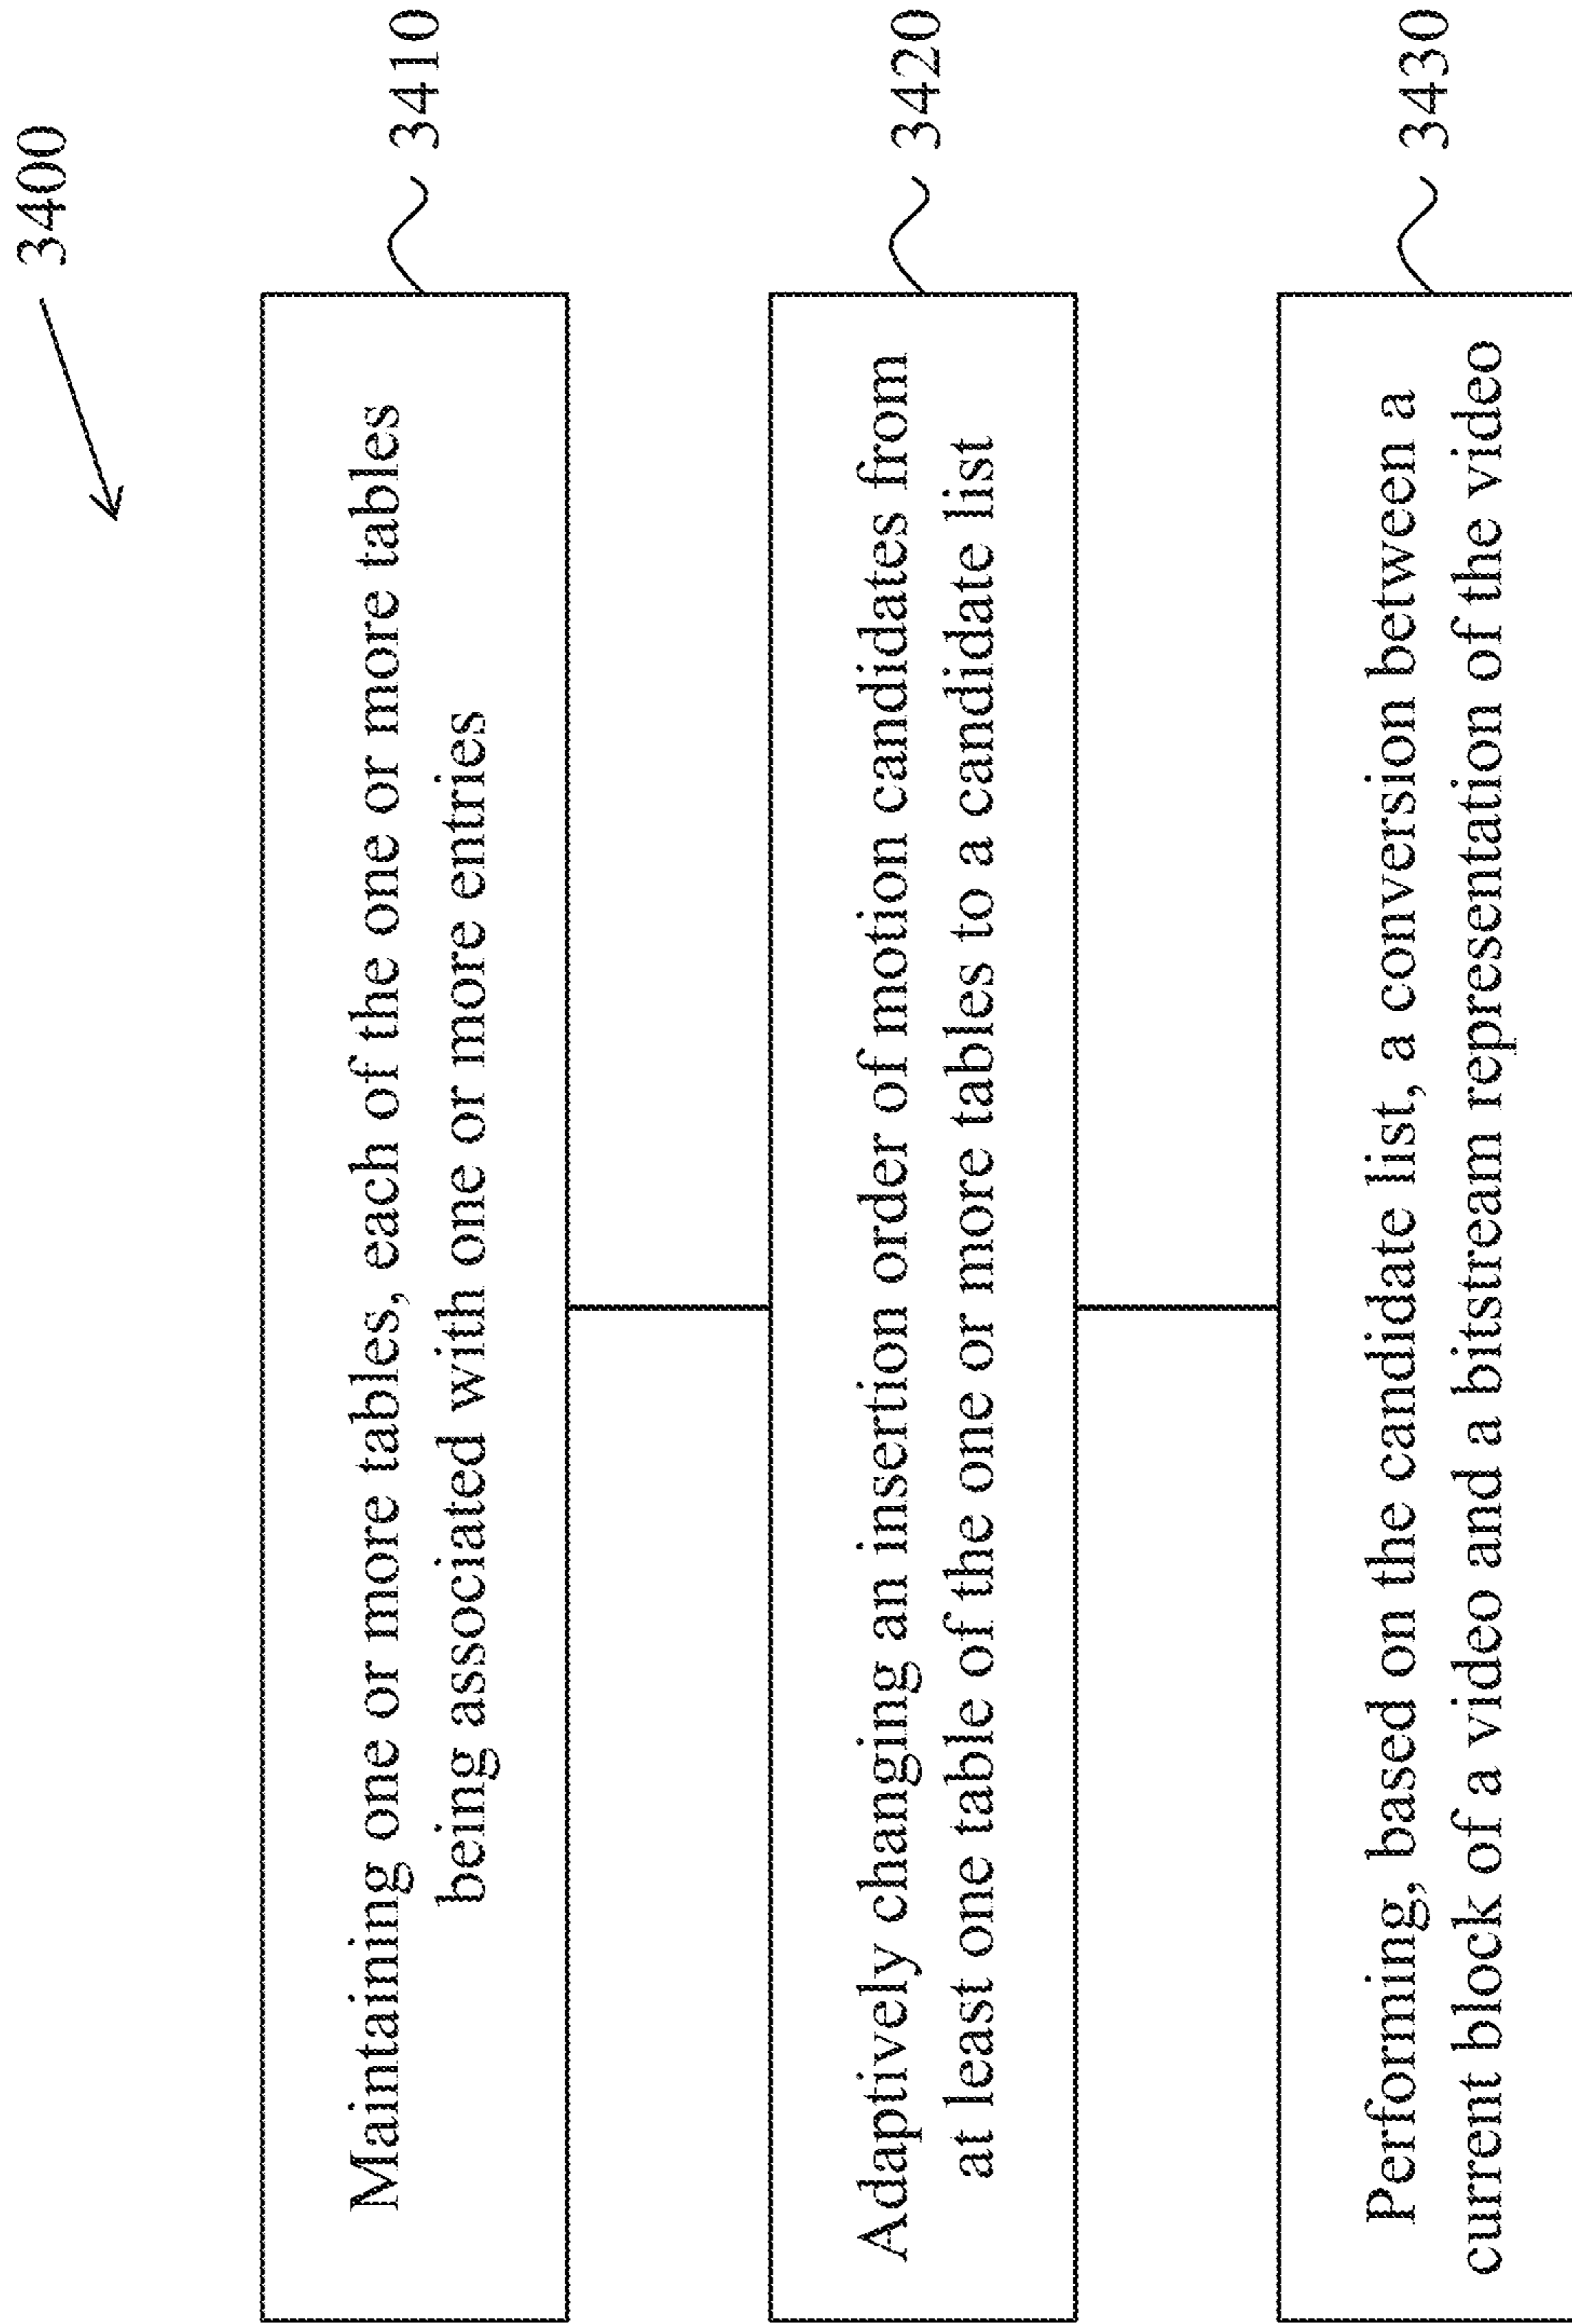 3400
Maintaining one or more tables, each of the one or more tables
being associated with one or more entries
3410
Adaptively changing an insertion order of motion candidates from
at least one table of the one or more tables to a candidate list
3420
Performing, based on the candidate list, a conversion between a
current block of a video and a bitstream representation of the video
3430